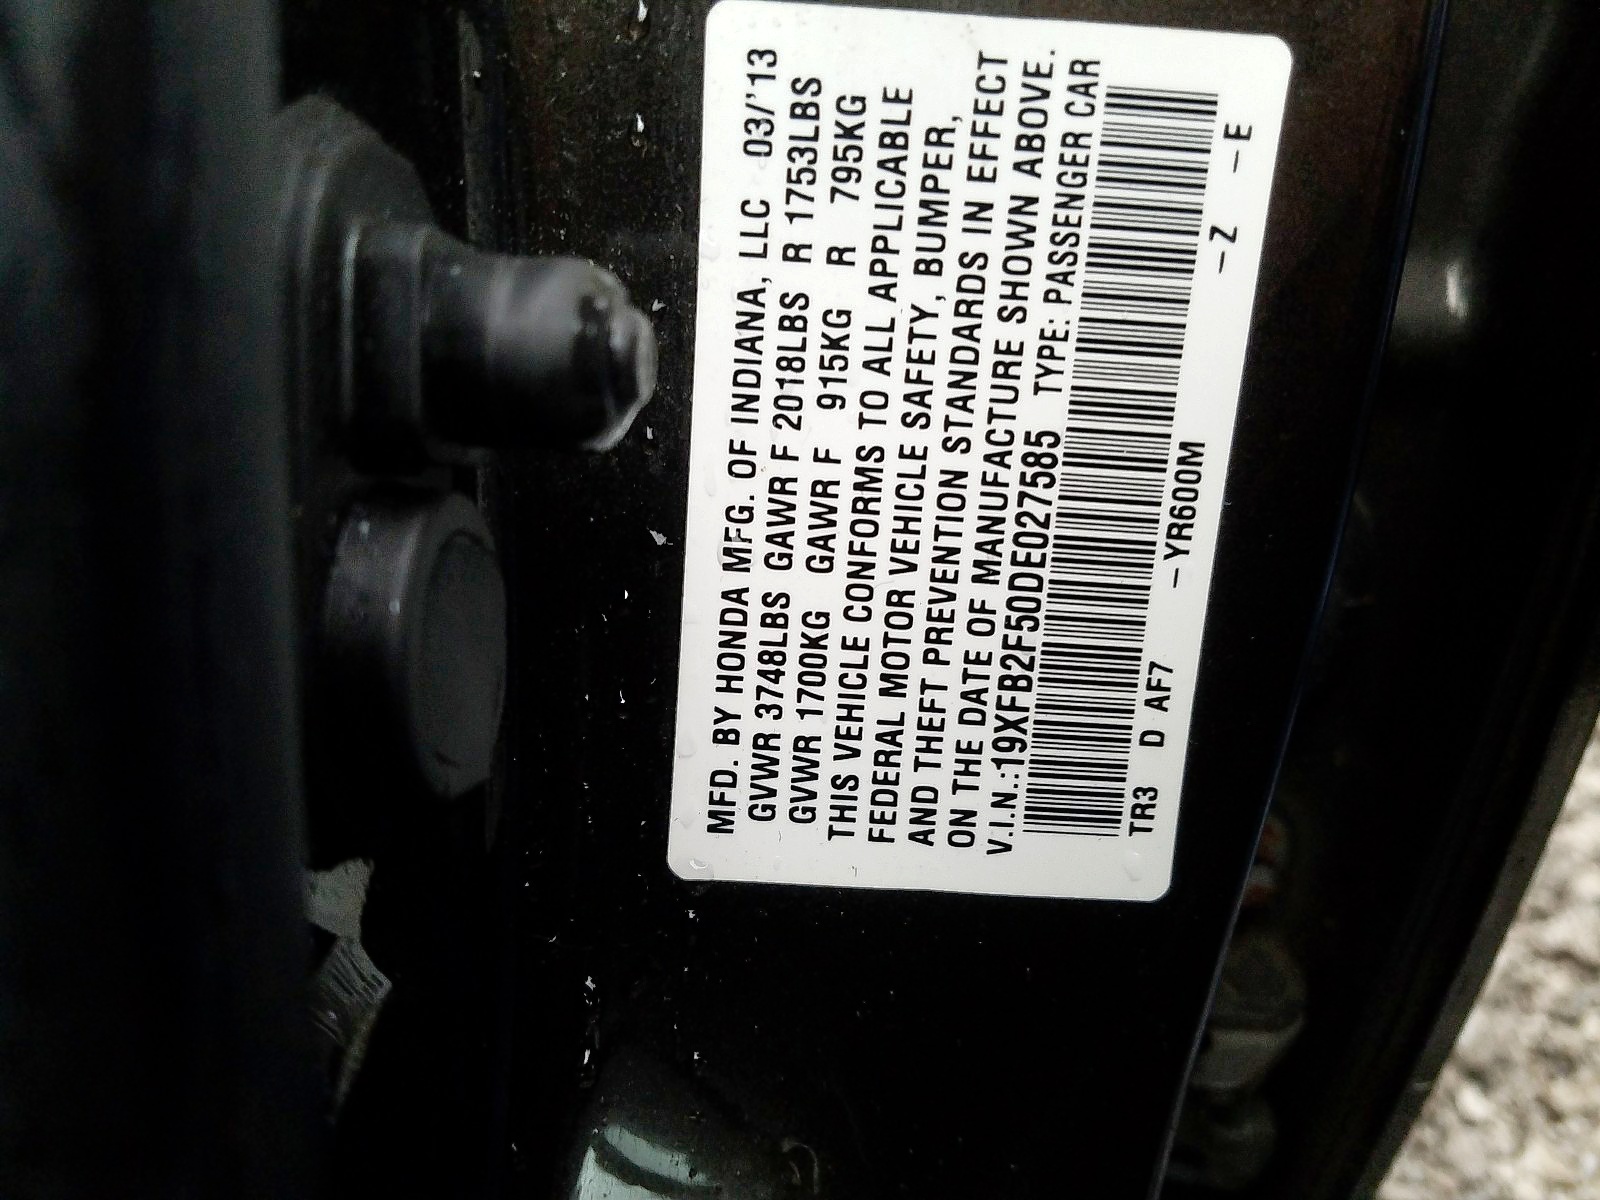 MFD. BY HONDA MFG. OF INDIANA, LLC 03/'13
GVWR 3748LBS GAWR F 2018LBS R 1753LBS
GVWR 1700KG GAWR F 915KG R 795KG
THIS VEHICLE CONFORMS TO ALL APPLICABLE
FEDERAL MOTOR VEHICLE SAFETY, BUMPER,
AND THEFT PREVENTION STANDARDS IN EFFECT
ON THE DATE OF MANUFACTURE SHOWN ABOVE.
V.I.N.:19XFB2F50DE027585 TYPE: PASSENGER CAR
TR3 D AF7 –YR600M –Z –E